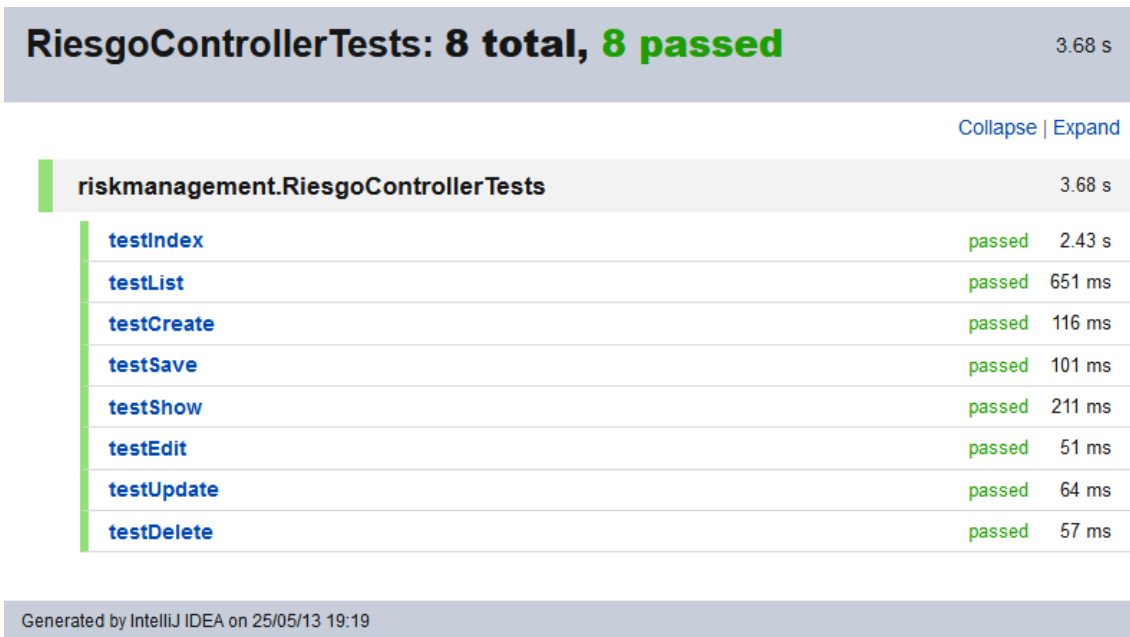 RiesgoControllerTests: 8 total, 8 passed 3.68 s
Collapse | Expand
riskmanagement.RiesgoControllerTests 3.68 s
testIndex passed 2.43 s
testList passed 651 ms
testCreate passed 116 ms
testSave passed 101 ms
testShow passed 211 ms
testEdit passed 51 ms
testUpdate passed 64 ms
testDelete passed 57 ms
Generated by IntelliJ IDEA on 25/05/13 19:19